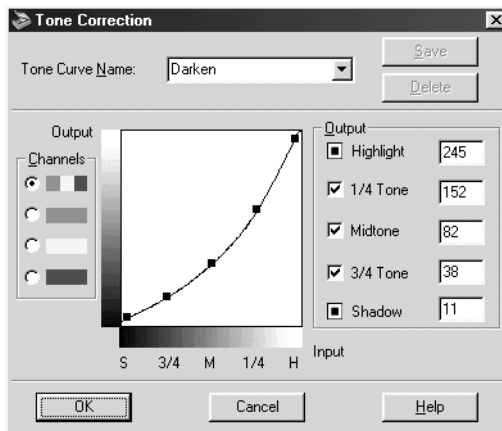 Tone Correction
Tone Curve Name:
Darken
Save
Delete
Output
Channels
Output
Highlight 245
1/4 Tone 152
Midtone 82
3/4 Tone 38
Shadow 11
S 3/4 M 1/4 H
Input
OK
Cancel
Help